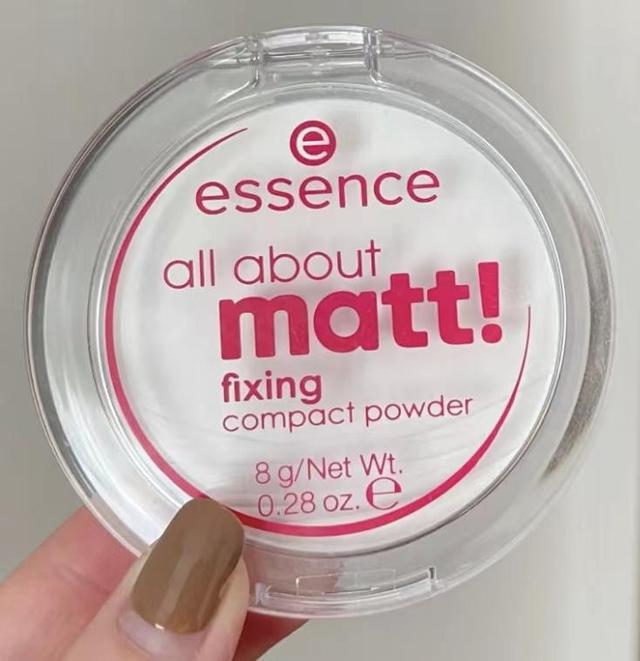 e
essence
all about
matt!
fixing
compact powder
8 g/Net Wt.
0.28 oz. ℮